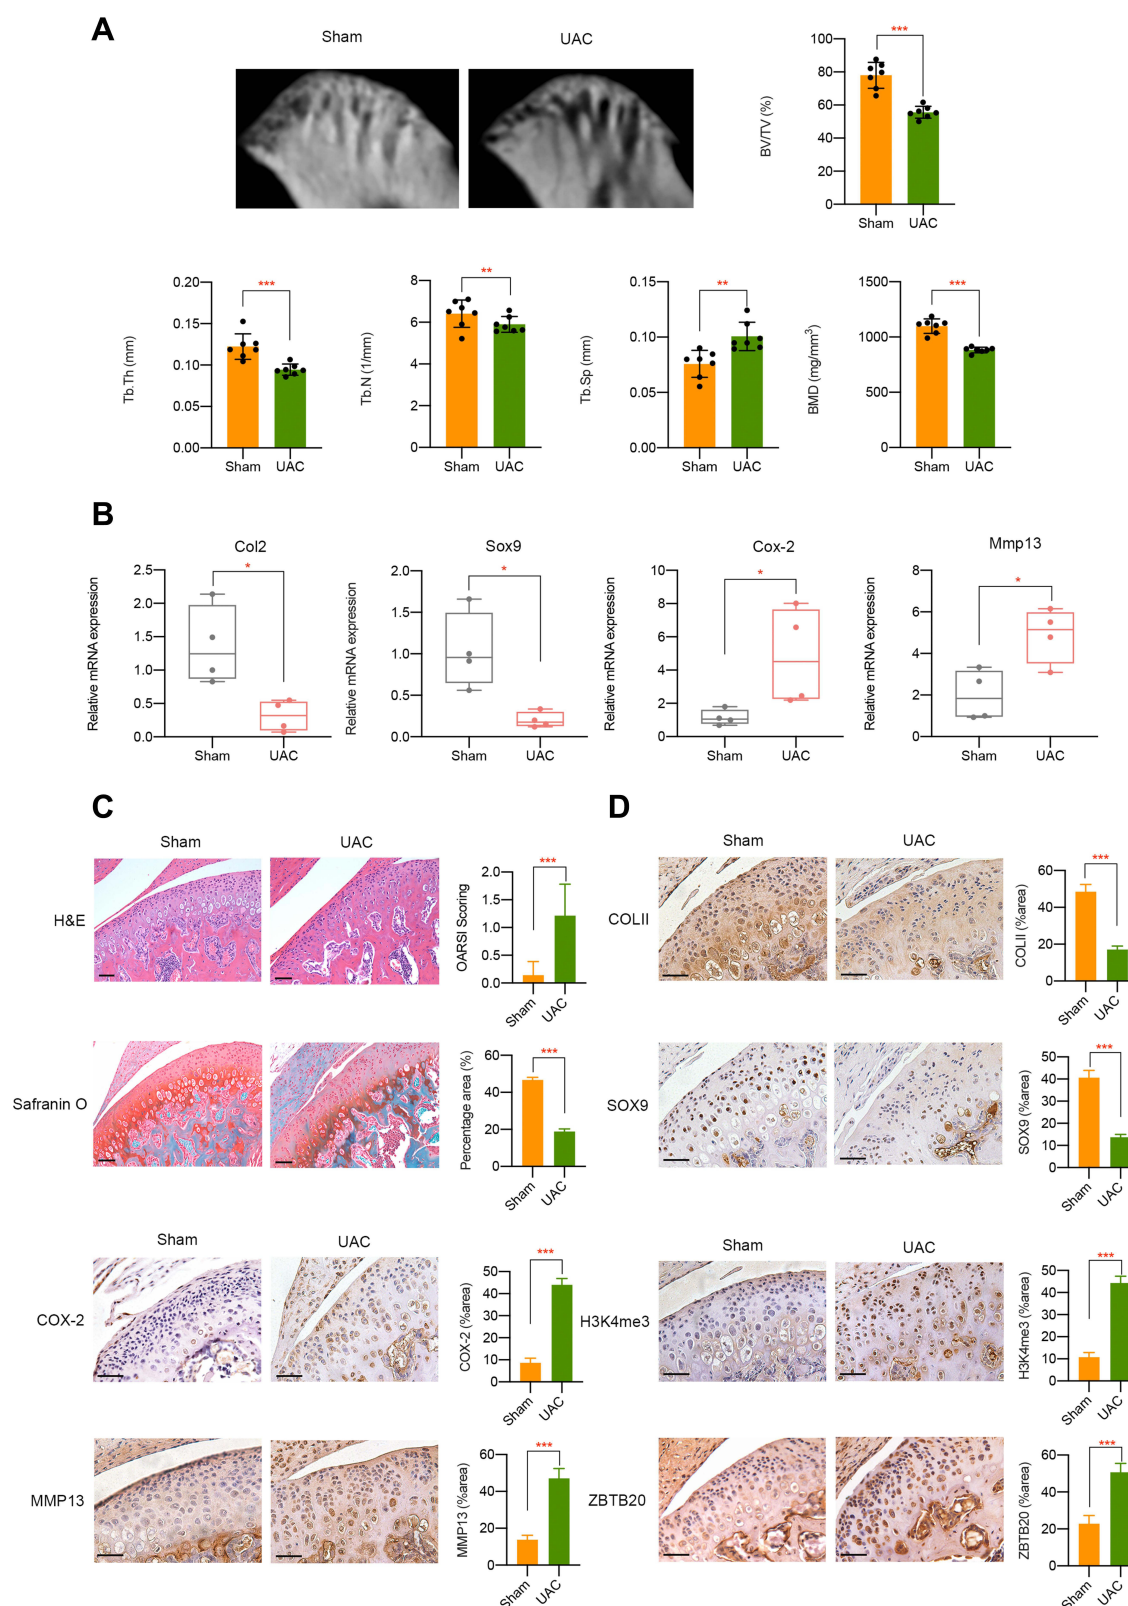 A
Sham
UAC
BV/TV (%)
100
80
60
40
20
0
***
Sham
UAC
Tb.Th (mm)
0.20
0.15
0.10
0.05
0.00
***
Sham
UAC
Tb.N (1/mm)
8
6
4
2
0
**
Sham
UAC
Tb.Sp (mm)
0.15
0.10
0.05
0.00
**
Sham
UAC
BMD (mg/mm³)
1500
1000
500
0
***
Sham
UAC
B
Col2
Relative mRNA expression
2.5
2.0
1.5
1.0
0.5
0.0
*
Sham
UAC
Sox9
Relative mRNA expression
2.0
1.5
1.0
0.5
0.0
*
Sham
UAC
Cox-2
Relative mRNA expression
10
8
6
4
2
0
*
Sham
UAC
Mmp13
Relative mRNA expression
8
6
4
2
0
*
Sham
UAC
C
Sham
UAC
H&E
OARSI Scoring
2.0
1.5
1.0
0.5
0.0
***
Sham
UAC
Safranin O
Percentage area (%)
60
40
20
0
***
Sham
UAC
Sham
UAC
COX-2
COX-2 (%area)
50
40
30
20
10
0
***
Sham
UAC
MMP13
MMP13 (%area)
60
40
20
0
***
Sham
UAC
D
Sham
UAC
COLII
COLII (%area)
60
40
20
0
***
Sham
UAC
SOX9
SOX9 (%area)
50
40
30
20
10
0
***
Sham
UAC
Sham
UAC
H3K4me3
H3K4me3 (%area)
50
40
30
20
10
0
***
Sham
UAC
ZBTB20
ZBTB20 (%area)
60
40
20
0
***
Sham
UAC